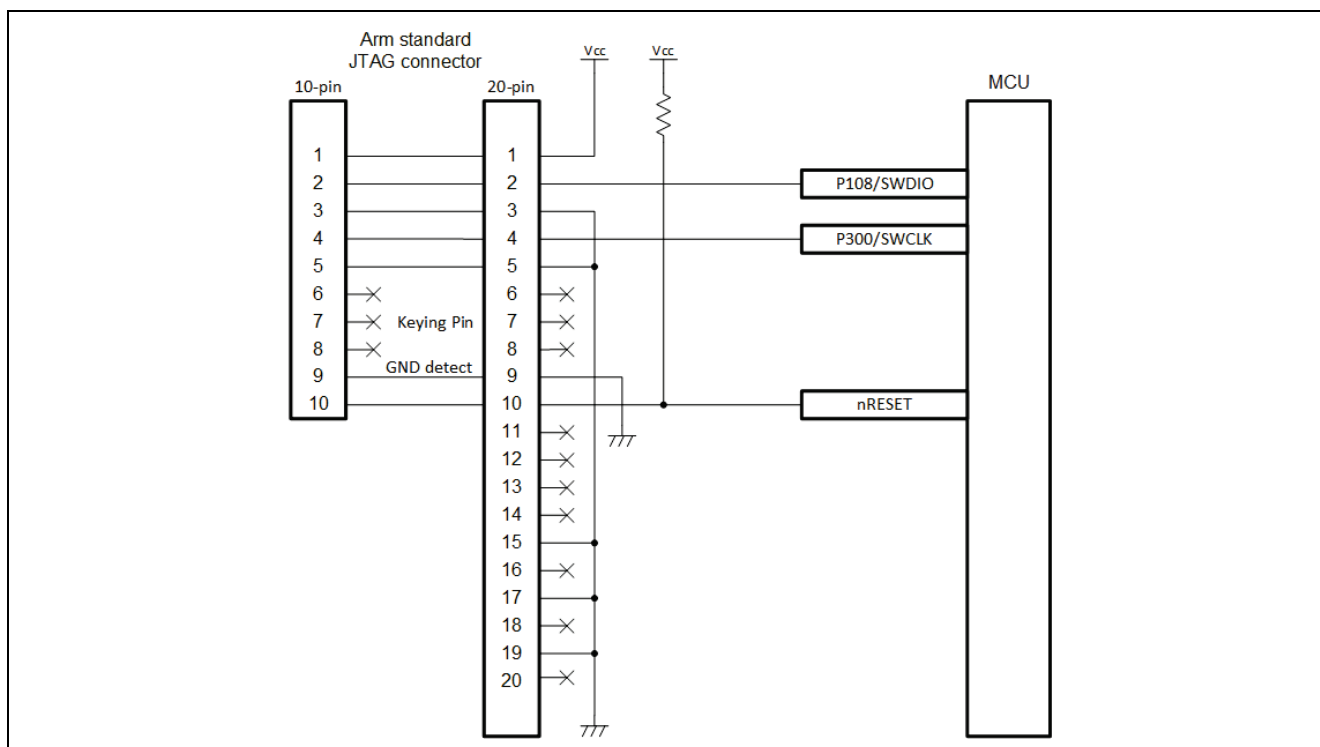 Arm standard
JTAG connector
10-pin
20-pin
Vcc
Vcc
MCU
1 1
2 2 P108/SWDIO
3 3
4 4 P300/SWCLK
5 5
6 6
7 Keying Pin 7
8 8
GND detect
9 9
10 10 nRESET
11
12
13
14
15
16
17
18
19
20